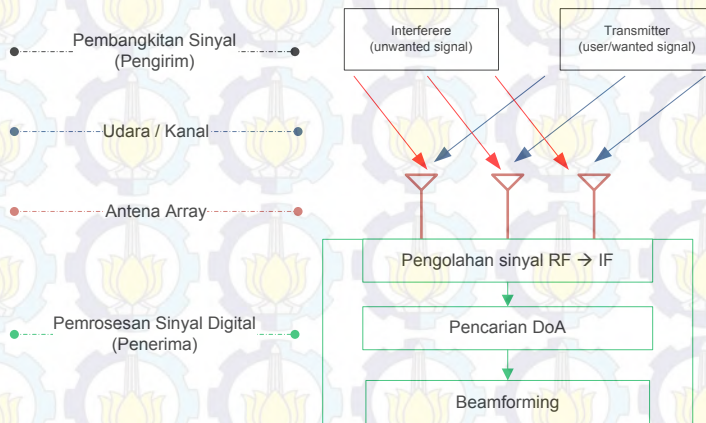 Pembangkitan Sinyal
(Pengirim)
Interferere
(unwanted signal)
Transmitter
(user/wanted signal)
Udara / Kanal
Antena Array
Pengolahan sinyal RF → IF
Pemrosesan Sinyal Digital
(Penerima)
Pencarian DoA
Beamforming